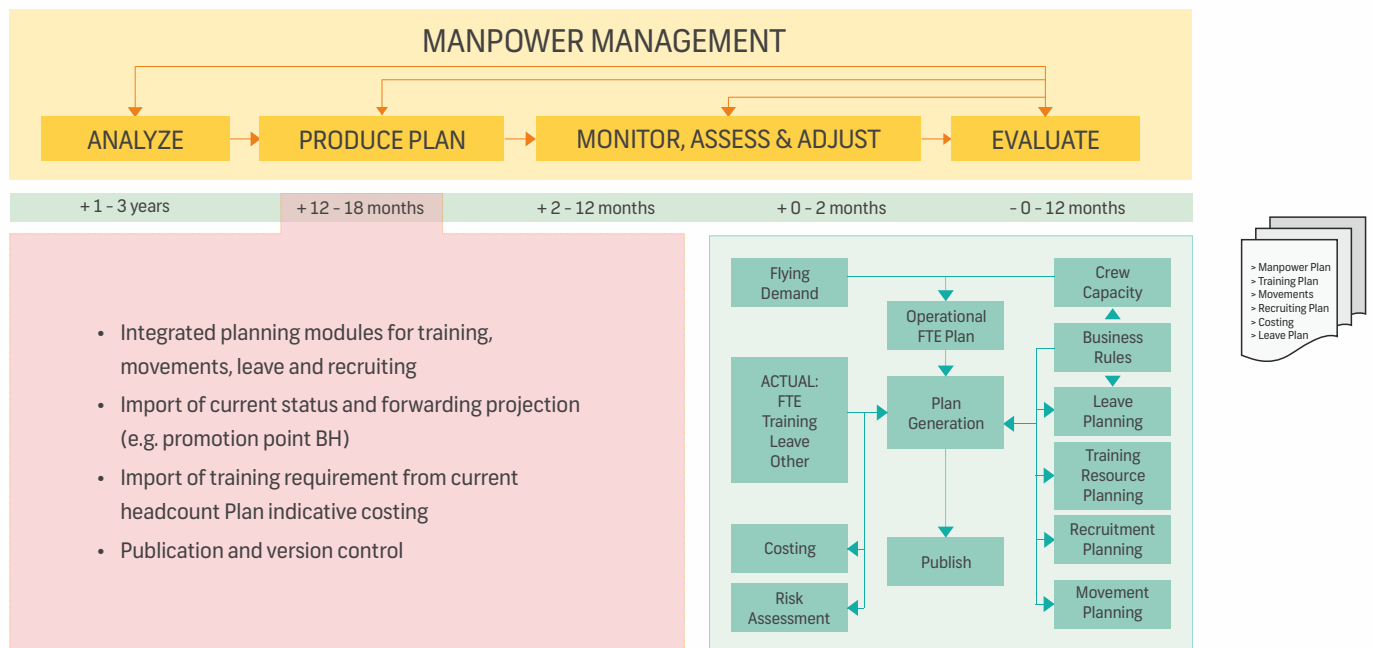 MANPOWER MANAGEMENT
ANALYZE
PRODUCE PLAN
MONITOR, ASSESS & ADJUST
EVALUATE
+ 1 - 3 years
+ 12 - 18 months
+ 2 - 12 months
+ 0 - 2 months
- 0 - 12 months
• Integrated planning modules for training,
movements, leave and recruiting
• Import of current status and forwarding projection
(e.g. promotion point BH)
• Import of training requirement from current
headcount Plan indicative costing
• Publication and version control
Flying
Demand
Crew
Capacity
Operational
FTE Plan
Business
Rules
ACTUAL:
FTE
Training
Leave
Other
Plan
Generation
Leave
Planning
Training
Resource
Planning
Costing
Publish
Recruitment
Planning
Risk
Assessment
Movement
Planning
> Manpower Plan
> Training Plan
> Movements
> Recruiting Plan
> Costing
> Leave Plan